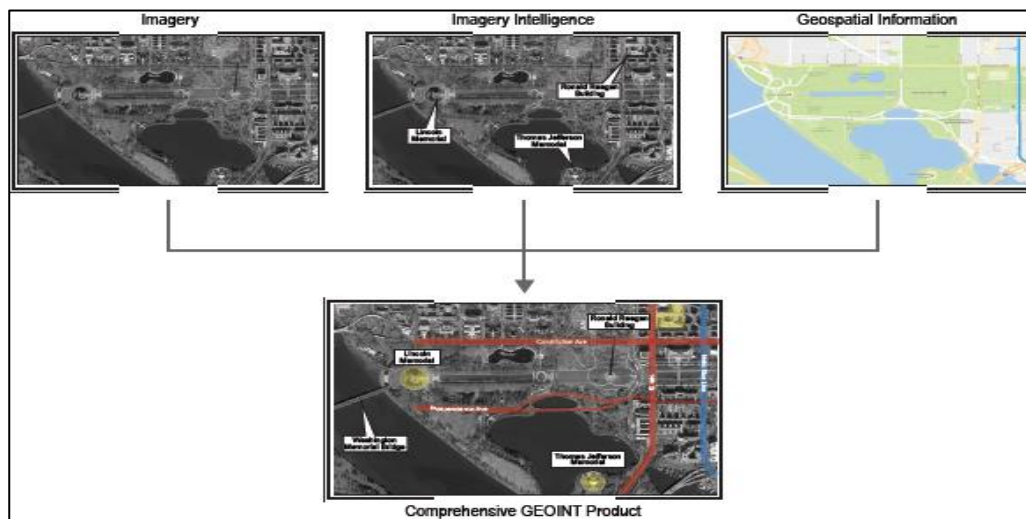 Imagery
Imagery Intelligence
Geospatial Information
Ronald Reagan
Building
Lincoln
Memorial
Thomas Jefferson
Memorial
Ronald Reagan
Building
Constitution Ave
Lincoln
Memorial
Independence Ave
Washington
Memorial Bridge
Thomas Jefferson
Memorial
Comprehensive GEOINT Product